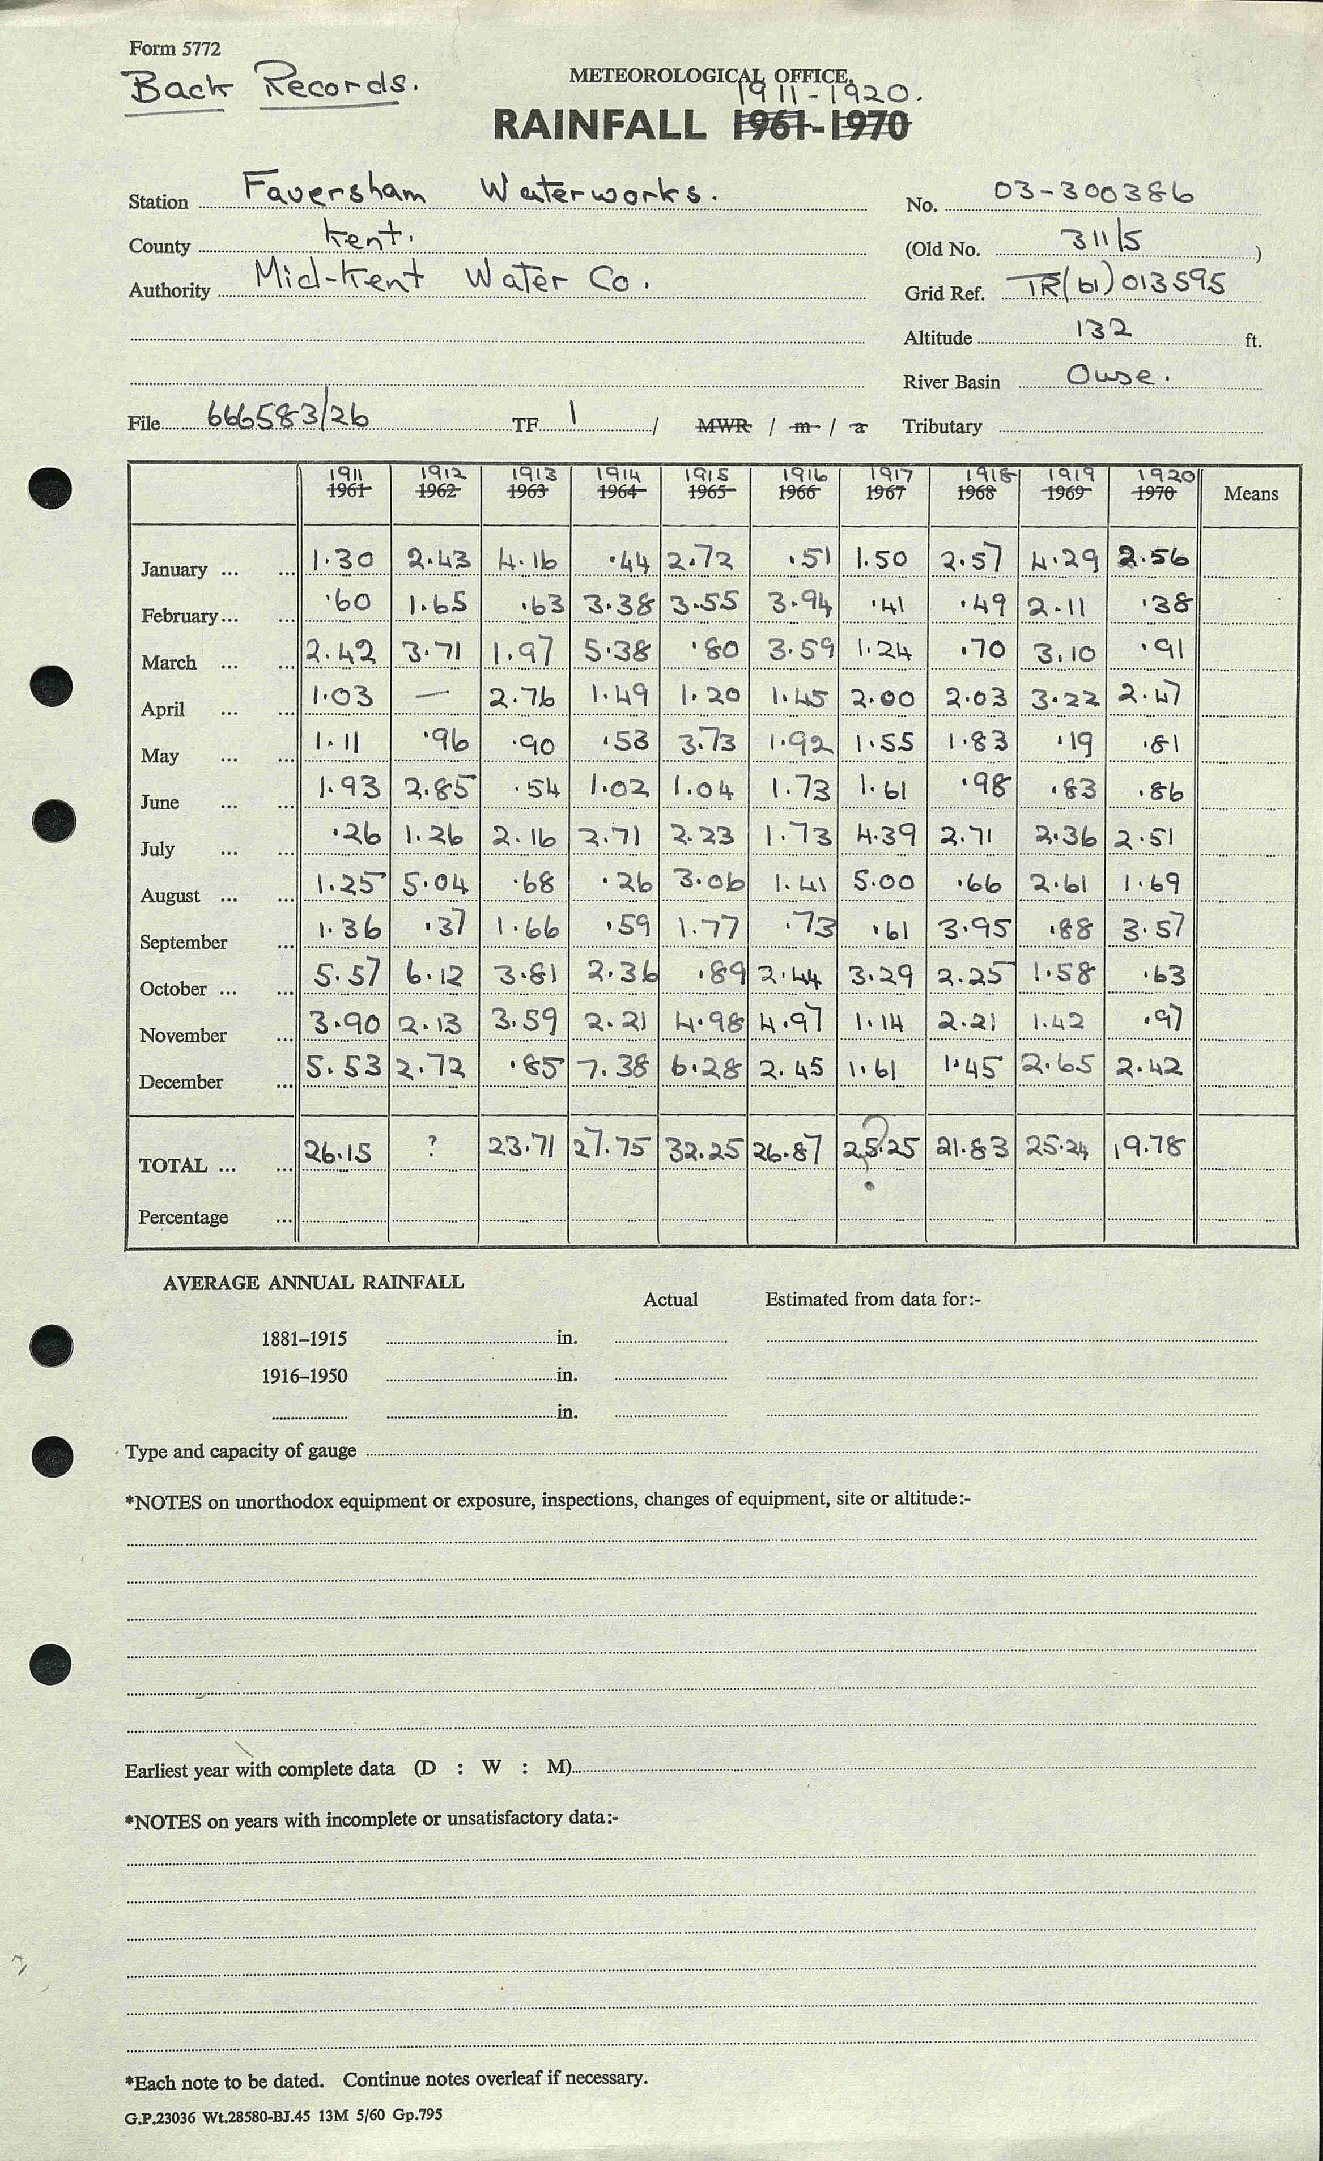 Form 5772
Back Records.
METEOROLOGICAL OFFICE.
1911-1920.
RAINFALL 1961-1970
Station Faversham Waterworks. No. 03-300386
County Kent. (Old No. 311/5 )
Authority Mid-Kent Water Co. Grid Ref. TR(61)013595
Altitude 132 ft.
River Basin Ouse.
File 666583/26 TF 1 / MWR / m / a Tributary
1911 1912 1913 1914 1915 1916 1917 1918 1919 1920
1961 1962 1963 1964 1965 1966 1967 1968 1969 1970 Means
January ... ... 1.30 2.43 4.16 .44 2.72 .51 1.50 2.57 4.29 2.56
February ... ... .60 1.65 .63 3.38 3.55 3.94 .41 .49 2.11 .38
March ... ... 2.42 3.71 1.97 5.38 .80 3.59 1.24 .70 3.10 .91
April ... ... 1.03 — 2.76 1.49 1.20 1.45 2.00 2.03 3.22 2.47
May ... ... 1.11 .96 .90 .53 3.73 1.92 1.55 1.83 .19 .81
June ... ... 1.93 2.85 .54 1.02 1.04 1.73 1.61 .98 .83 .86
July ... ... .26 1.26 2.16 2.71 2.23 1.73 4.39 2.71 2.36 2.51
August ... ... 1.25 5.04 .68 .26 3.06 1.41 5.00 .66 2.61 1.69
September ... 1.36 .37 1.66 .59 1.77 .73 .61 3.95 .88 3.57
October ... ... 5.57 6.12 3.81 2.36 .89 2.44 3.29 2.25 1.58 .63
November ... 3.90 2.13 3.59 2.21 4.98 4.97 1.14 2.21 1.42 .97
December ... 5.53 2.72 .85 7.38 6.28 2.45 1.61 1.45 2.65 2.42
TOTAL ... ... 26.15 ? 23.71 27.75 32.25 26.87 25.25 21.83 25.24 19.78
?
Percentage ...
AVERAGE ANNUAL RAINFALL
Actual Estimated from data for:-
1881–1915 in.
1916–1950 in.
in.
Type and capacity of gauge
*NOTES on unorthodox equipment or exposure, inspections, changes of equipment, site or altitude:-
Earliest year with complete data (D : W : M)
*NOTES on years with incomplete or unsatisfactory data:-
*Each note to be dated. Continue notes overleaf if necessary.
G.P.23036 Wt.28580-BJ.45 13M 5/60 Gp.795